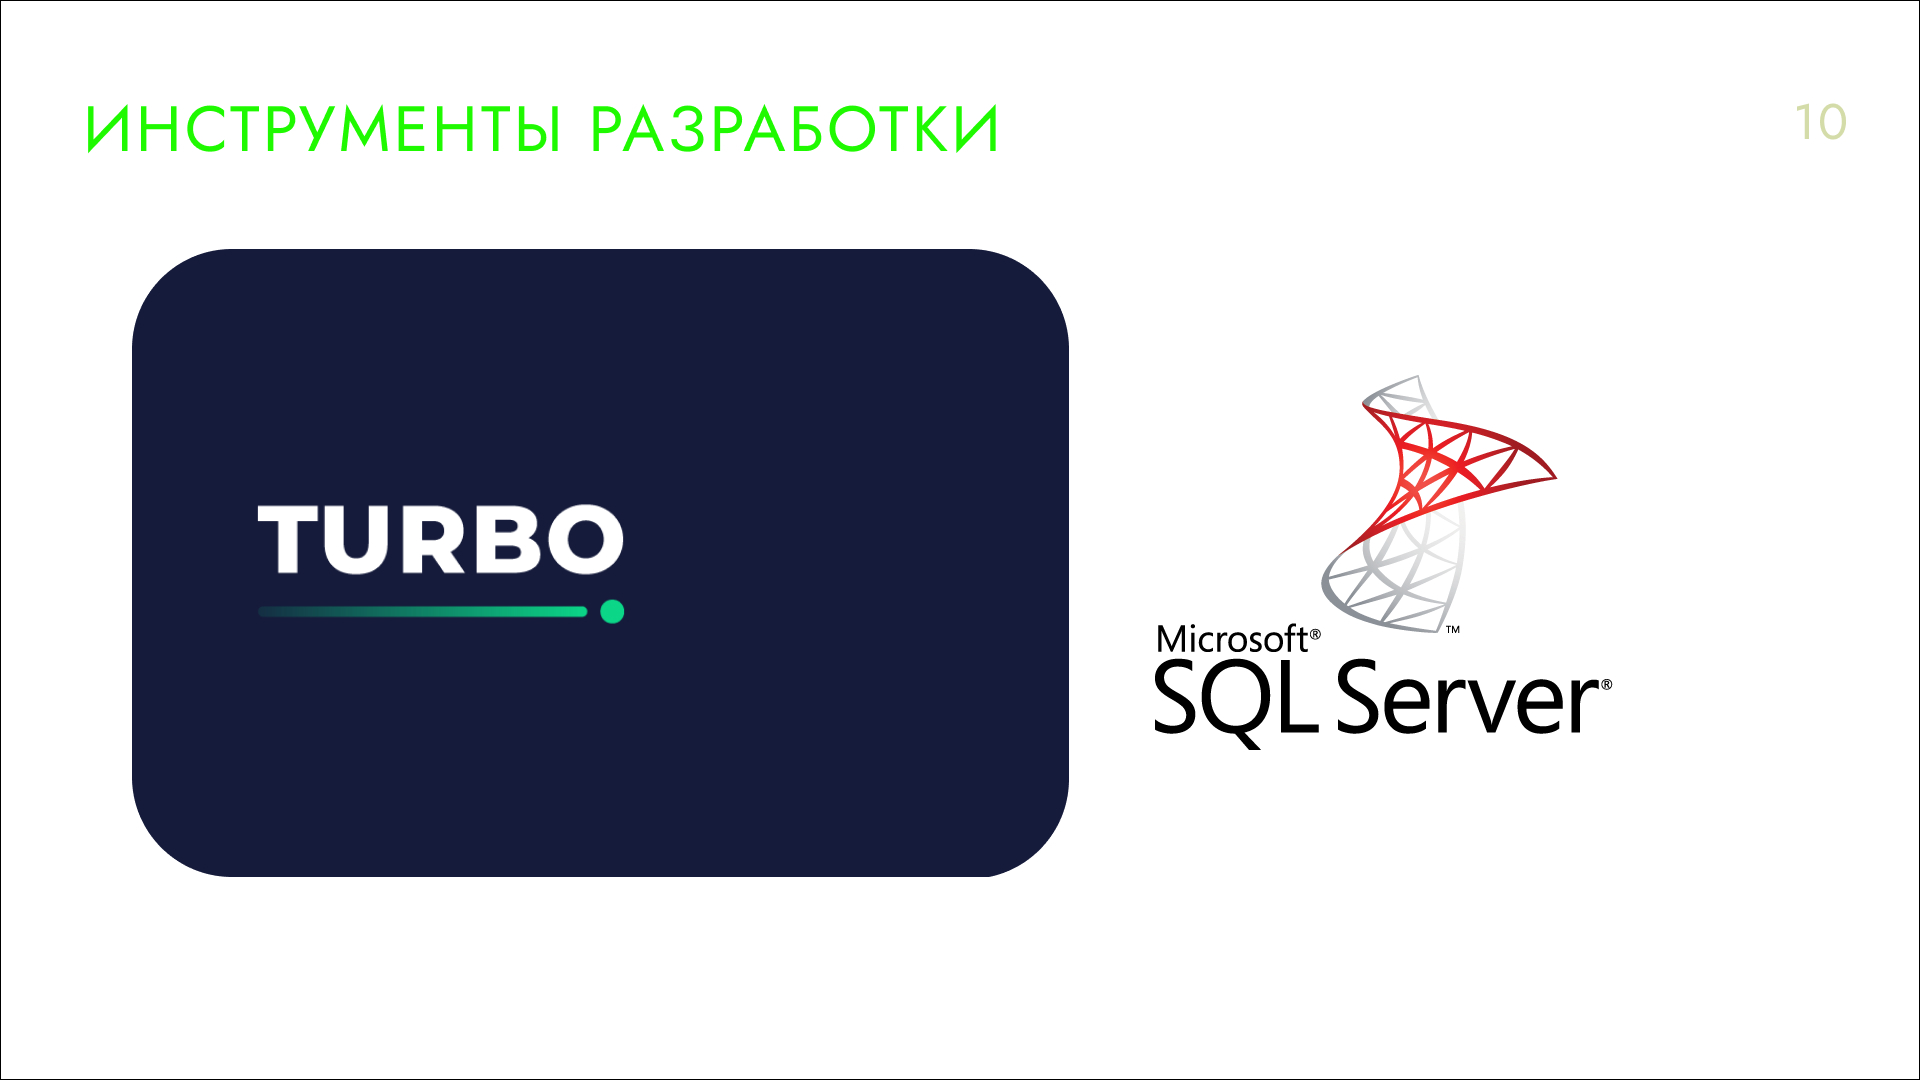 ИНСТРУМЕНТЫ РАЗРАБОТКИ
10
TURBO
Microsoft®
SQL Server®
™